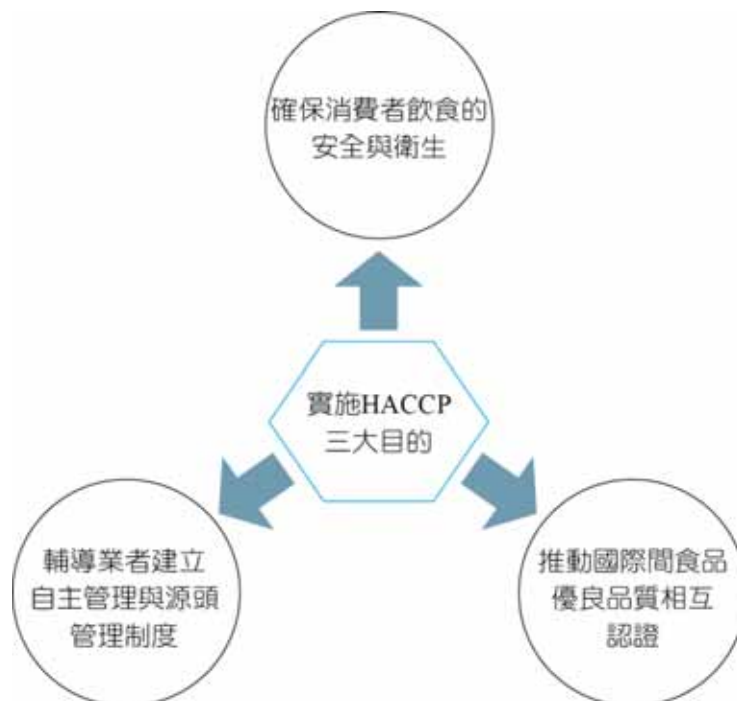 確保消費者飲食的
安全與衛生
實施HACCP
三大目的
輔導業者建立
自主管理與源頭
管理制度
推動國際間食品
優良品質相互
認證